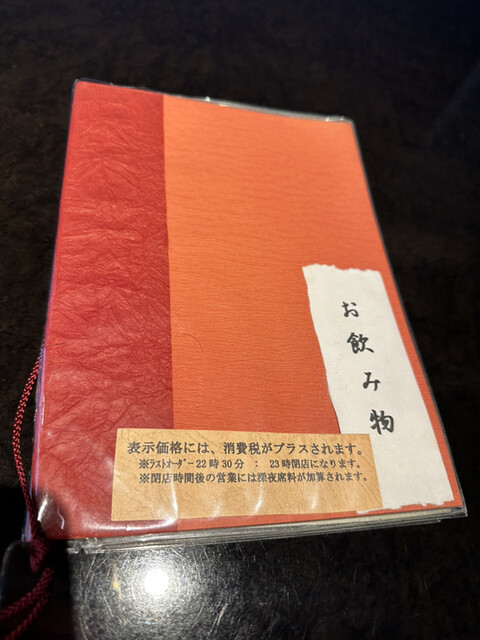 お飲み物
表示価格には、消費税がプラスされます。
※ﾗｽﾄｵｰﾀﾞｰ22時30分 : 23時閉店になります。
※閉店時間後の営業には深夜席料が加算されます。